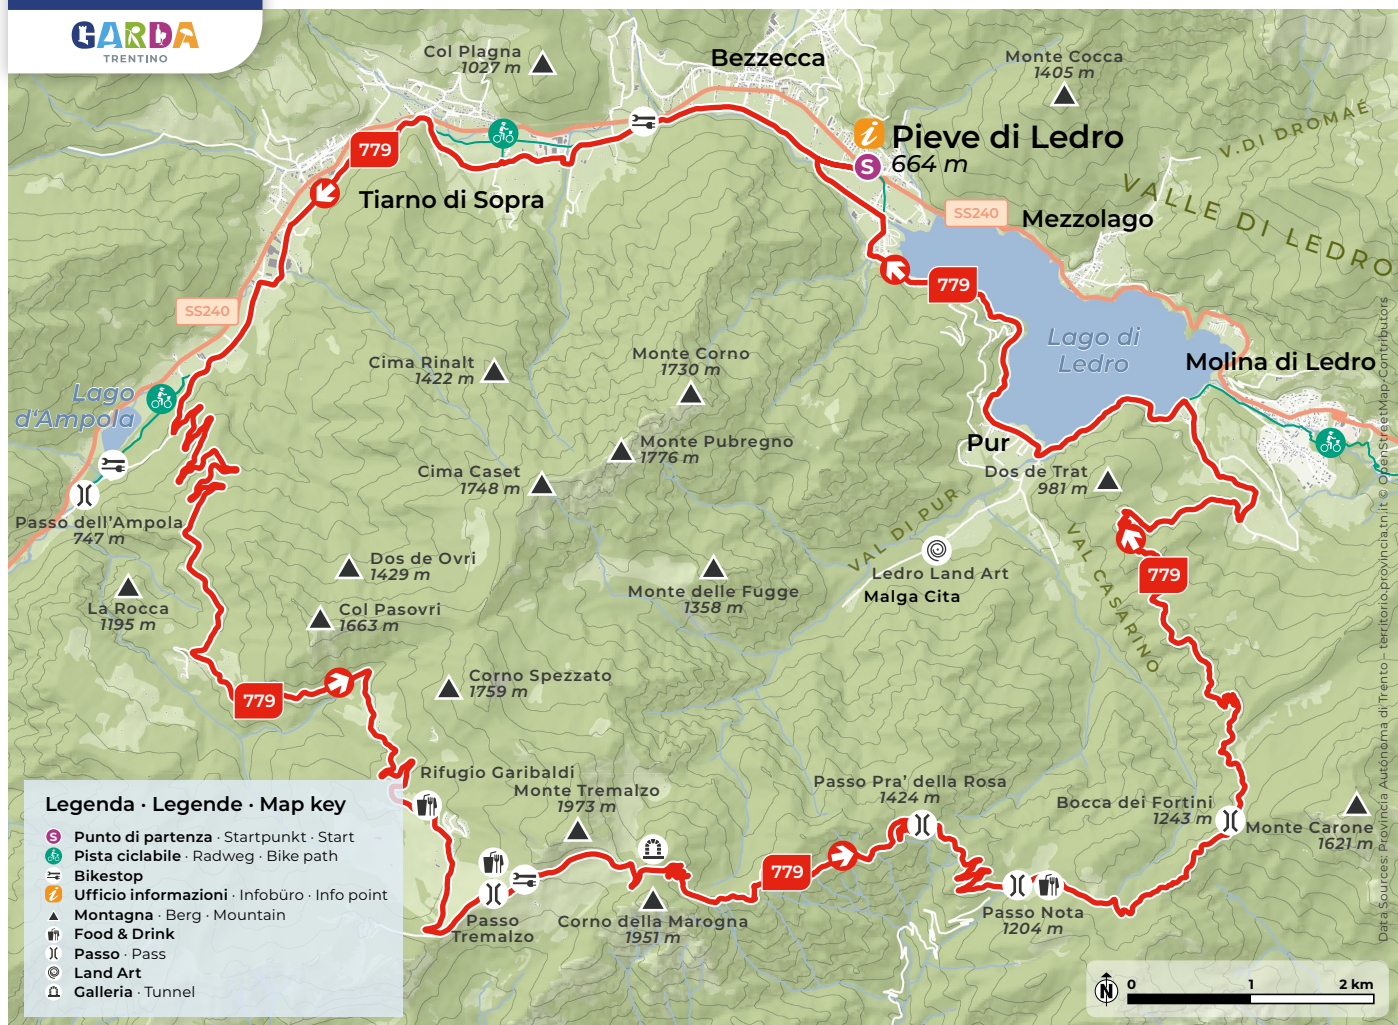 GARDA
TRENTINO
Col Plagna
1027 m
Bezzecca
Monte Cocca
1405 m
V. DI DROMAE
779
i
Pieve di Ledro
S
664 m
VALLE DI LEDRO
Tiarno di Sopra
SS240
Mezzolago
779
SS240
Lago di
Ledro
Molina di Ledro
Lago
d'Ampola
Cima Rinalt
1422 m
Monte Corno
1730 m
Monte Pubregno
1776 m
Pur
Cima Caset
1748 m
Dos de Trat
981 m
Passo dell'Ampola
747 m
VAL DI PUR
VAL CASARINO
Dos de Ovri
1429 m
Ledro Land Art
Malga Cita
779
La Rocca
1195 m
Col Pasovri
1663 m
Monte delle Fugge
1358 m
779
Corno Spezzato
1759 m
Rifugio Garibaldi
Monte Tremalzo
1973 m
Passo Pra' della Rosa
1424 m
Bocca dei Fortini
1243 m
Monte Carone
1621 m
779
Passo
Tremalzo
Corno della Marogna
1951 m
Passo Nota
1204 m
Legenda · Legende · Map key
S Punto di partenza · Startpunkt · Start
Pista ciclabile · Radweg · Bike path
Bikestop
i Ufficio informazioni · Infobüro · Info point
Montagna · Berg · Mountain
Food & Drink
Passo · Pass
Land Art
Galleria · Tunnel
N
0 1 2 km
Data Sources: Provincia Autonoma di Trento – territorio.provincia.tn.it © OpenStreetMap Contributors